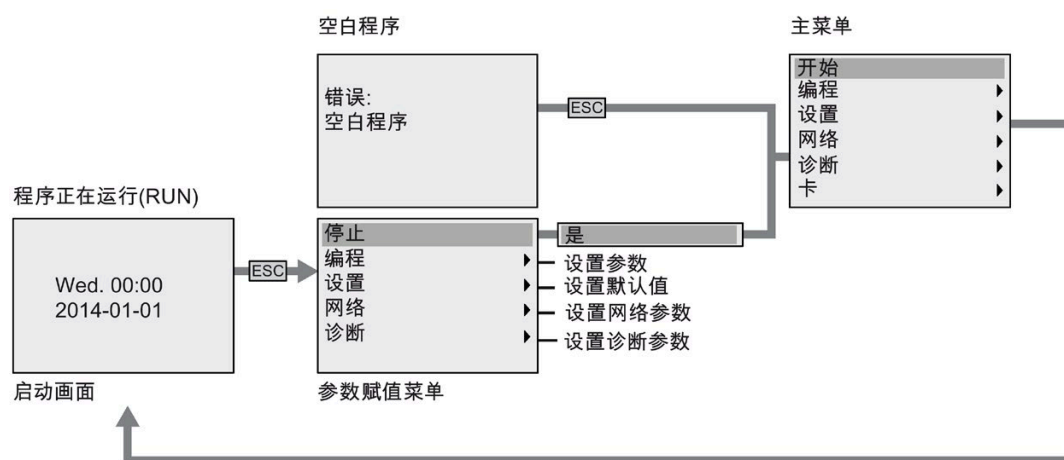 空白程序
主菜单
错误:
空白程序
ESC
开始
编程
设置
网络
诊断
卡
程序正在运行(RUN)
Wed. 00:00
2014-01-01
启动画面
ESC
停止
编程
设置
网络
诊断
是
设置参数
设置默认值
设置网络参数
设置诊断参数
参数赋值菜单